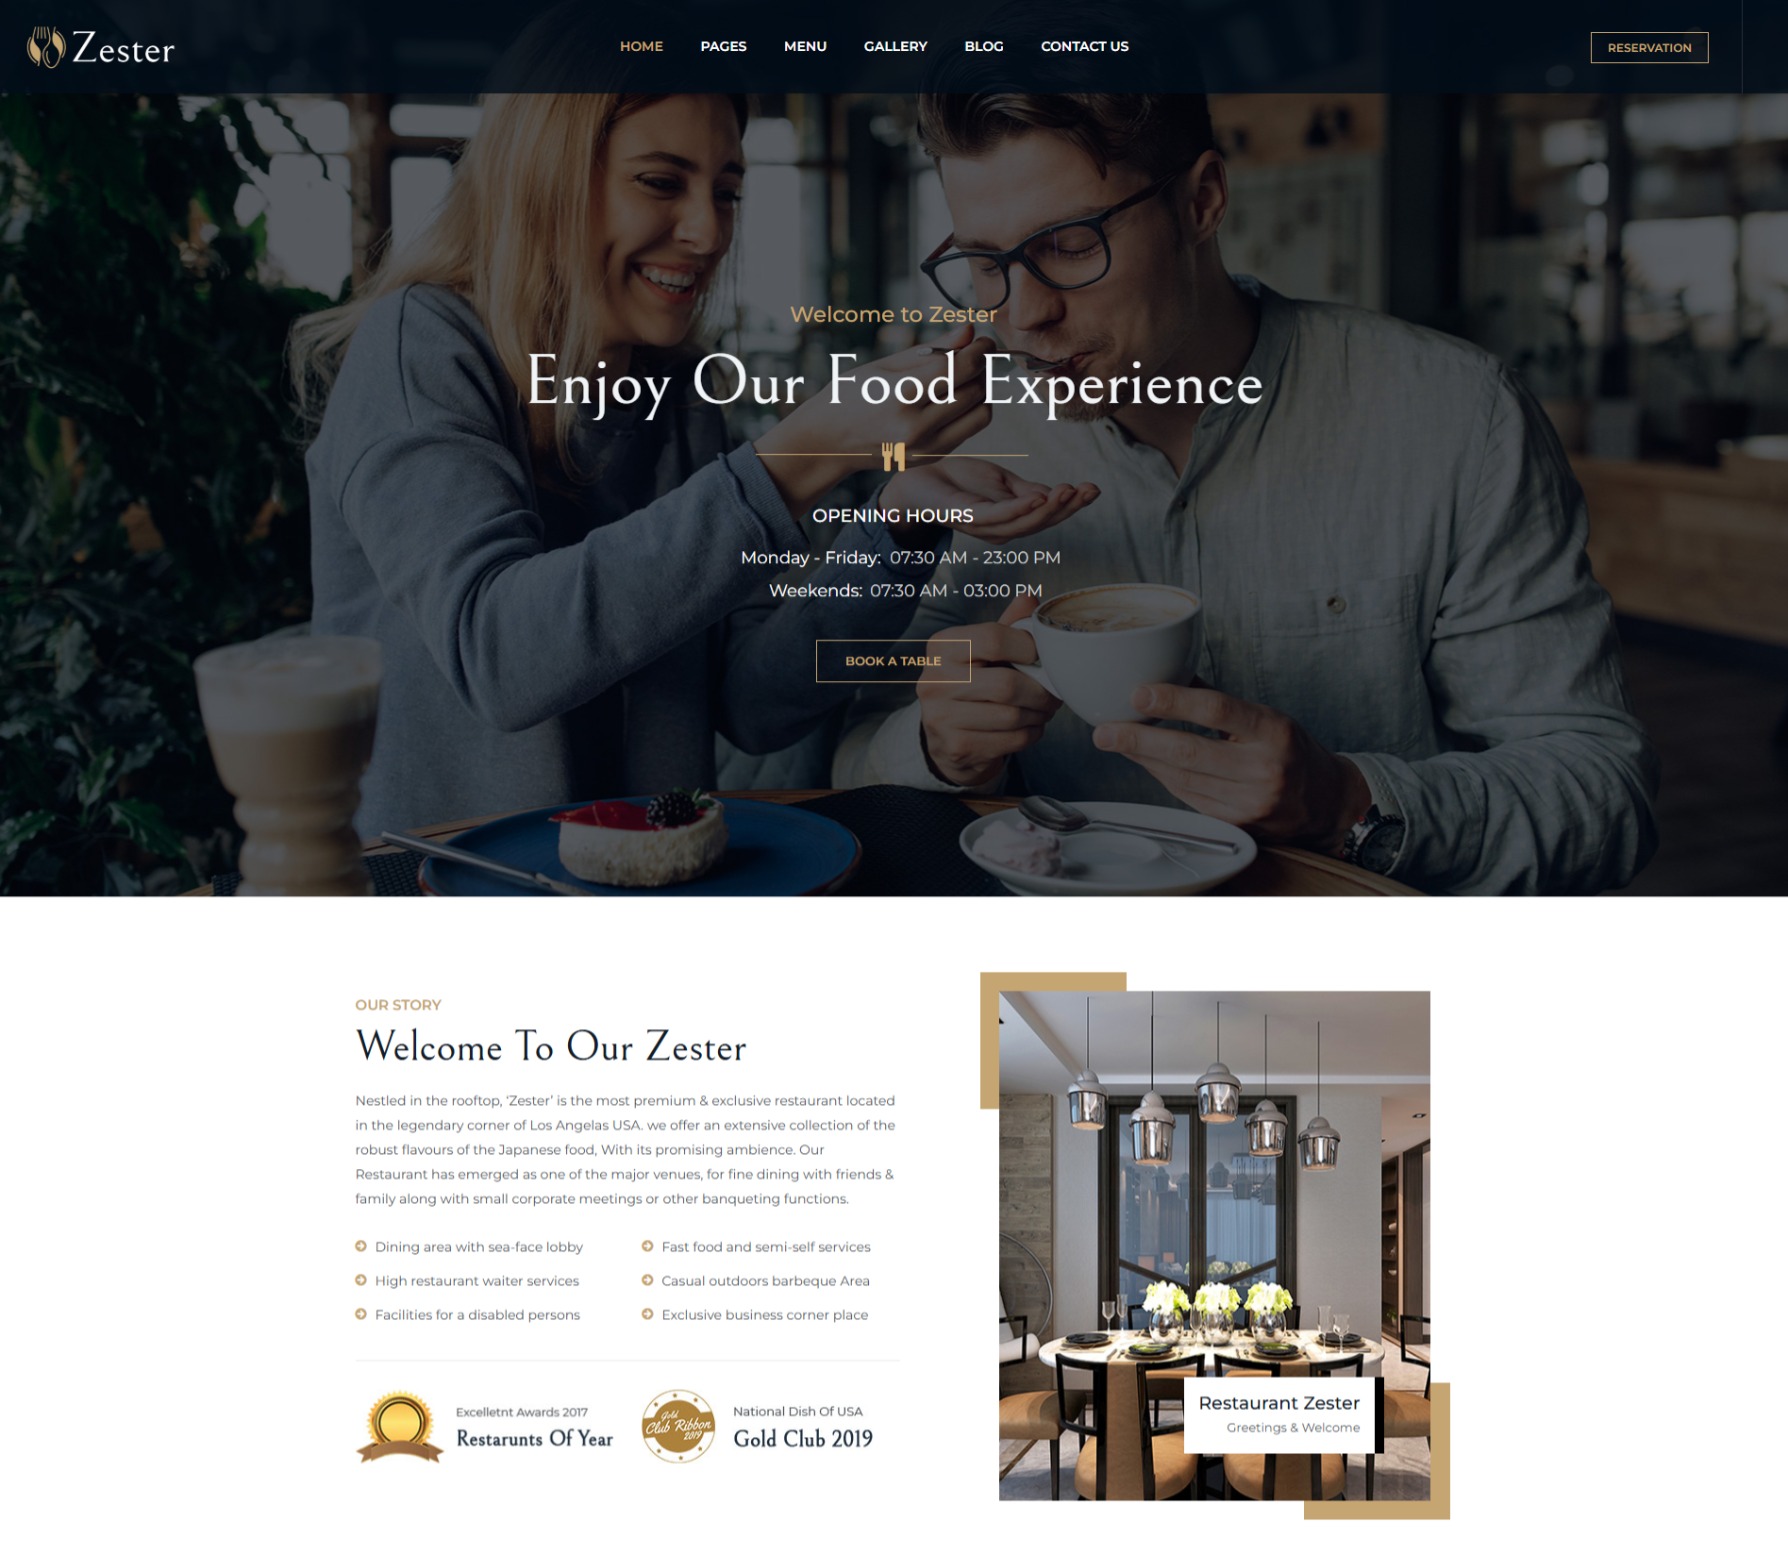 Zester
HOME PAGES MENU GALLERY BLOG CONTACT US
RESERVATION
Welcome to Zester
Enjoy Our Food Experience
OPENING HOURS
Monday - Friday: 07:30 AM - 23:00 PM
Weekends: 07:30 AM - 03:00 PM
BOOK A TABLE
OUR STORY
Welcome To Our Zester
Nestled in the rooftop, ‘Zester’ is the most premium & exclusive restaurant located
in the legendary corner of Los Angelas USA. we offer an extensive collection of the
robust flavours of the Japanese food, With its promising ambience. Our
Restaurant has emerged as one of the major venues, for fine dining with friends &
family along with small corporate meetings or other banqueting functions.
Dining area with sea-face lobby
High restaurant waiter services
Facilities for a disabled persons
Fast food and semi-self services
Casual outdoors barbeque Area
Exclusive business corner place
Excelletnt Awards 2017
Restarunts Of Year
Gold
Club Ribbon
2019
National Dish Of USA
Gold Club 2019
Restaurant Zester
Greetings & Welcome